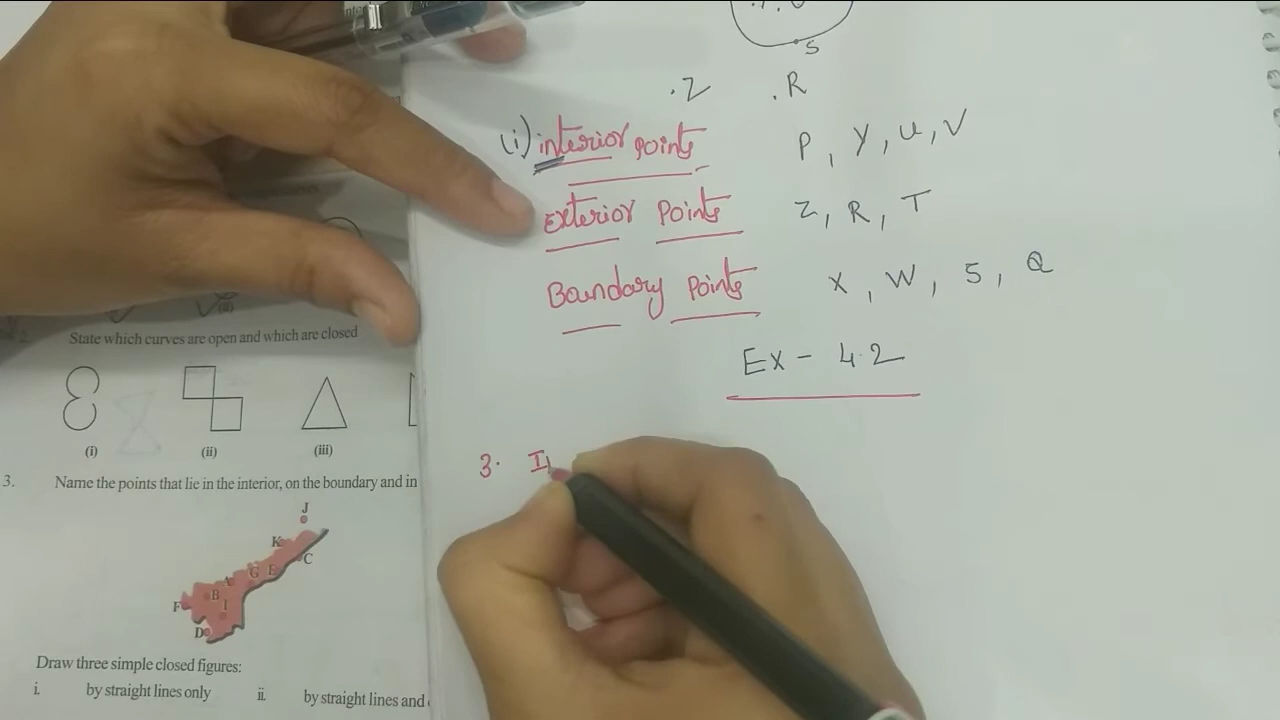 S
.Z .R
(i) interior points P, Y, U, V
Exterior Points Z, R, T
Boundary Points X, W, S, Q
Ex - 4.2
3. I
State which curves are open and which are closed
(i) (ii) (iii)
3. Name the points that lie in the interior, on the boundary and in
J
K
C
G E
A
B
I
F
D
Draw three simple closed figures:
i. by straight lines only ii. by straight lines and